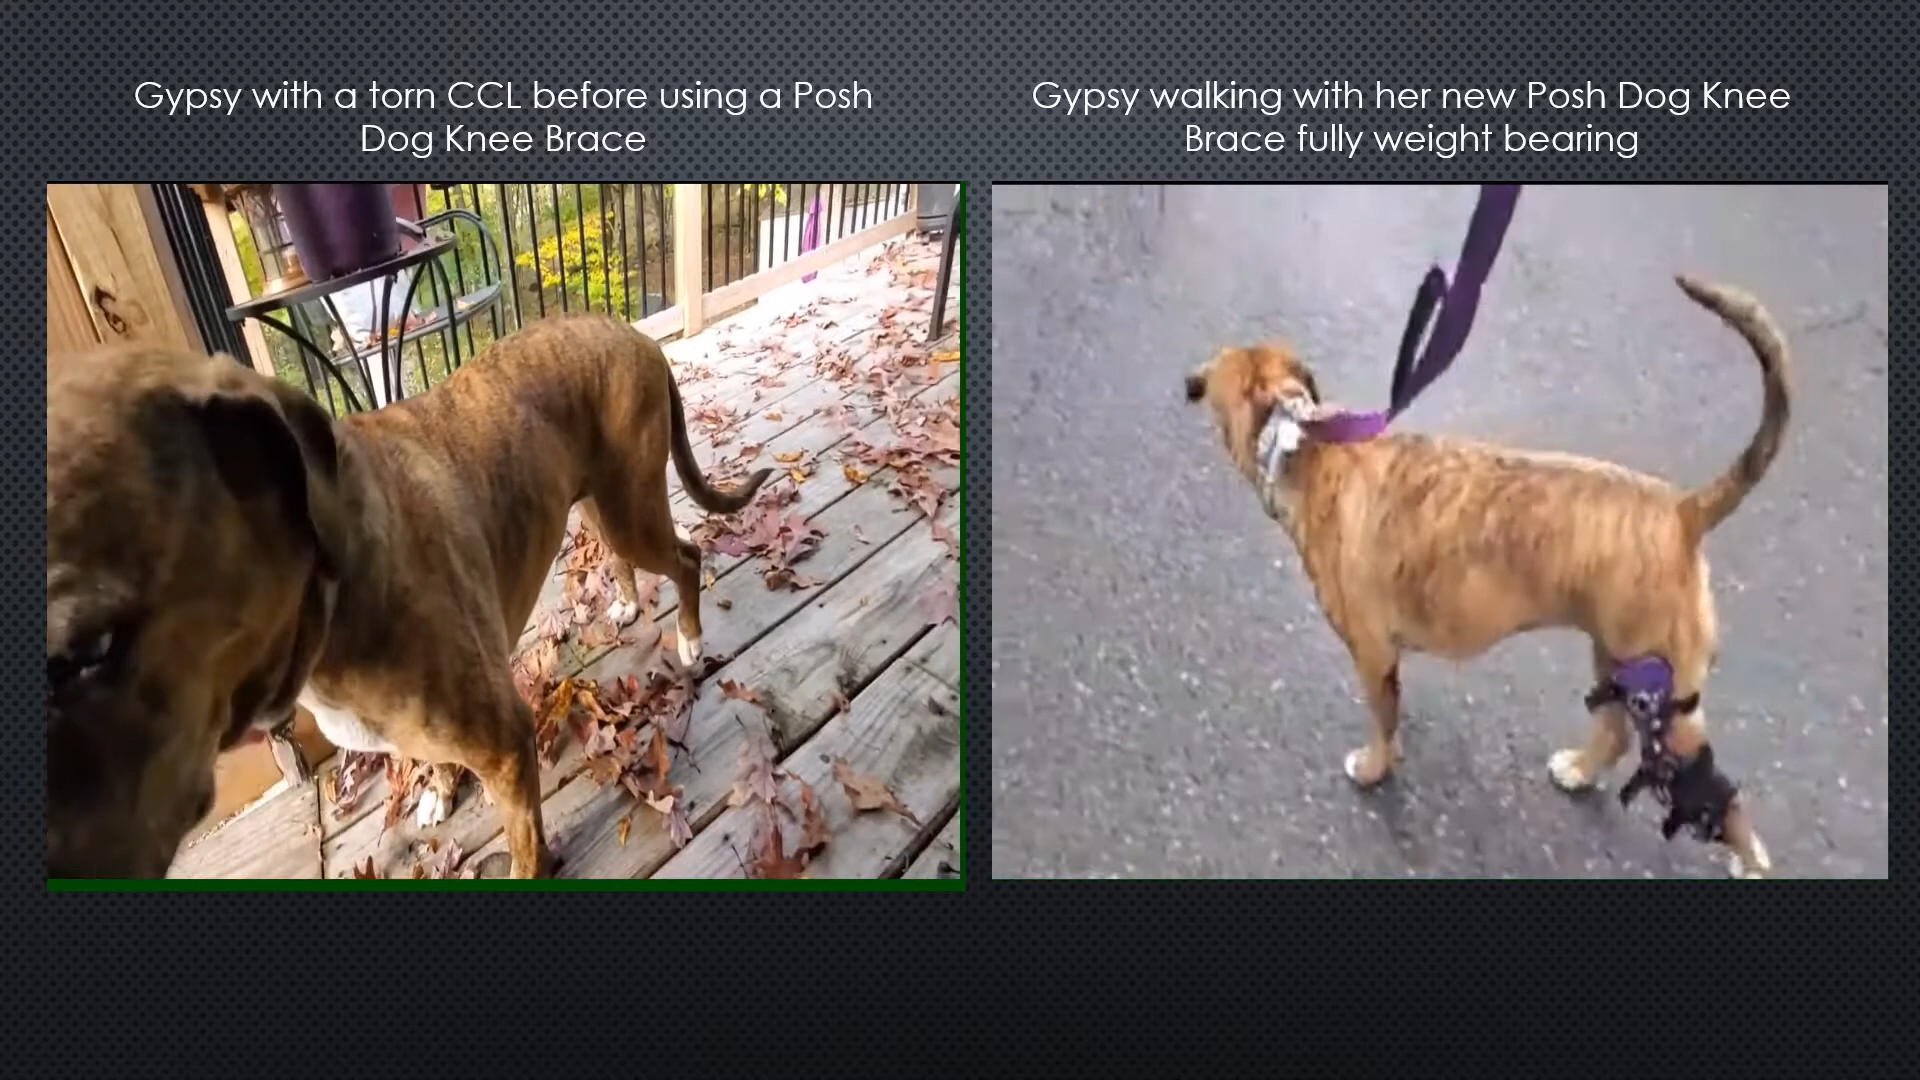 Gypsy with a torn CCL before using a Posh
Dog Knee Brace
Gypsy walking with her new Posh Dog Knee
Brace fully weight bearing